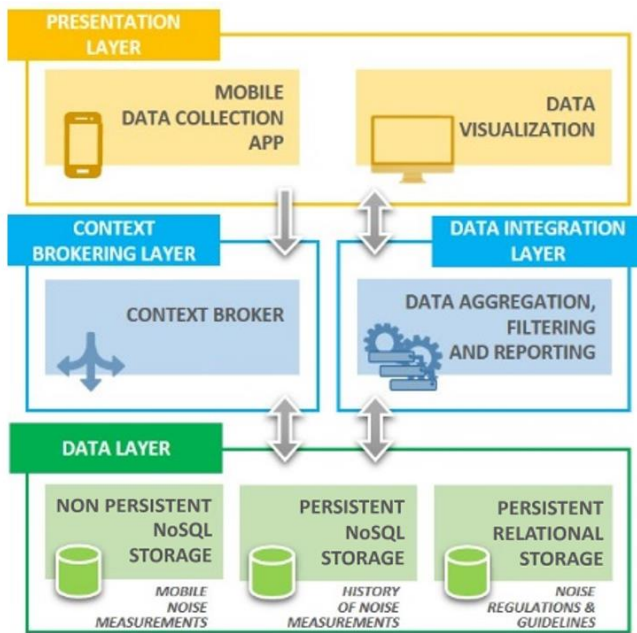 PRESENTATION
LAYER
MOBILE
DATA COLLECTION
APP
DATA
VISUALIZATION
CONTEXT
BROKERING LAYER
DATA INTEGRATION
LAYER
CONTEXT BROKER
DATA AGGREGATION,
FILTERING
AND REPORTING
DATA LAYER
NON PERSISTENT
NoSQL
STORAGE
PERSISTENT
NoSQL
STORAGE
PERSISTENT
RELATIONAL
STORAGE
MOBILE
NOISE
MEASUREMENTS
HISTORY
OF NOISE
MEASUREMENTS
NOISE
REGULATIONS &
GUIDELINES